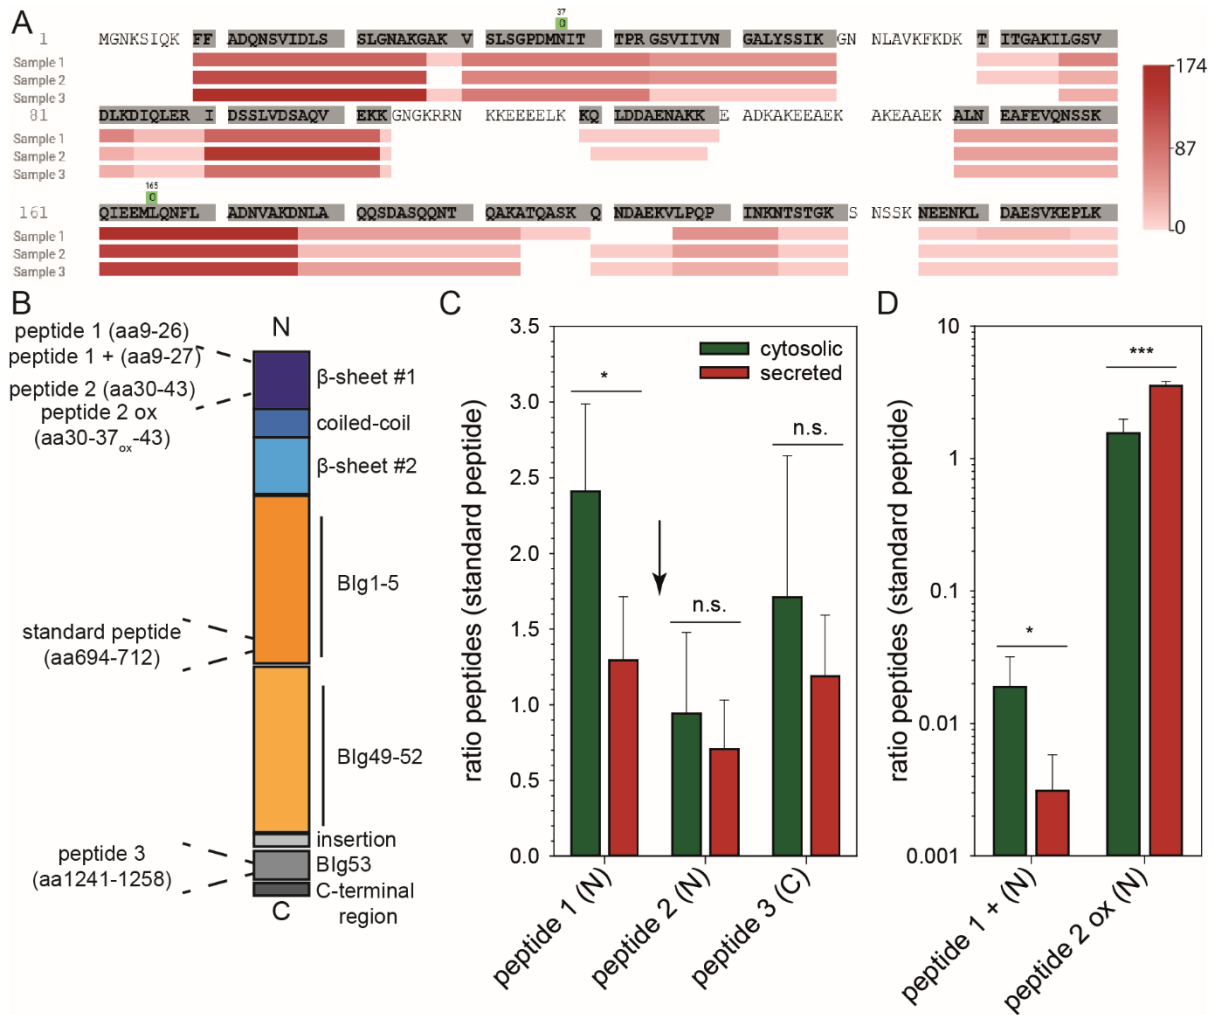 A
37
O
1 MGNKSIQK FF ADQNSVIDLS SLGNAKGAK V SLSGPDMNIT TPRGSVIIVN GALYSSIK GN NLAVKFKDK T ITGAKILGSV
Sample 1
Sample 2
Sample 3
81 DLKDIQLER I DSSLVDSAQV EKK GNGKRRN KKEEEELK KQ LDDAENAKK E ADKAKEEAEK AKEAAEK ALN EAFEVQNSSK
Sample 1
Sample 2
Sample 3
165
O
161 QIEEMLQNFL ADNVAKDNLA QQSDASQQNT QAKATQASK Q NDAEKVLPQP INKNTSTGK S NSSK NEENKL DAESVKEPLK
Sample 1
Sample 2
Sample 3
174
87
0
B
N
peptide 1 (aa9-26)
peptide 1 + (aa9-27)
peptide 2 (aa30-43)
peptide 2 ox
(aa30-37ox-43)
β-sheet #1
coiled-coil
β-sheet #2
BIg1-5
standard peptide
(aa694-712)
BIg49-52
insertion
peptide 3
(aa1241-1258)
BIg53
C-terminal
region
C
C
ratio peptides (standard peptide)
3.5
3.0
2.5
2.0
1.5
1.0
0.5
0.0
cytosolic
secreted
*
n.s.
n.s.
peptide 1 (N)
peptide 2 (N)
peptide 3 (C)
D
ratio peptides (standard peptide)
10
1
0.1
0.01
0.001
*
***
peptide 1 + (N)
peptide 2 ox (N)